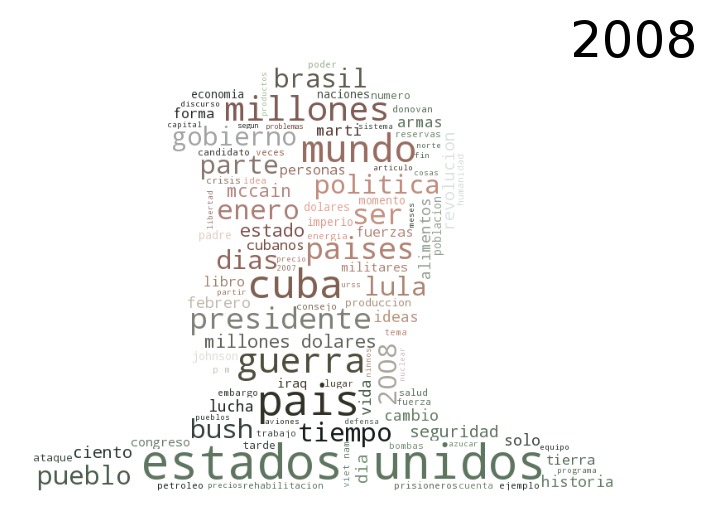 2008
poder
brasil
productos
economia
naciones numero
discurso
millones
donovan
forma
capital
segun
problemas
marti
sistema
armas
gobierno
reservas
candidato veces
mundo
norte
fin
revolucion
humanidad
parte
personas
articulo
cosas
crisis idea
mccain
politica
libertad
enero
dolares
momento
imperio
ser
meses
alimentos
poblacion
padre
estado
energia
fuerzas
cubanos
paises
dias
precio
2007
militares
libro
partir
cuba
urss
lula
febrero
consejo
produccion
presidente
ideas
tema
millones dolares
johnson
p m
guerra
ninnos
2008
nuclear
iraq
lugar
vida
embargo
pais
salud
fuerza
lucha
pueblos
aviones
defensa
cambio
bush
trabajo
tiempo
seguridad
azucar
congreso
tarde
viet nam
dia
bombas
solo
equipo
ataque
ciento
estados unidos
tierra
programa
pueblo
petroleo
precios
rehabilitacion
prisioneros
cuenta
ejemplo
historia